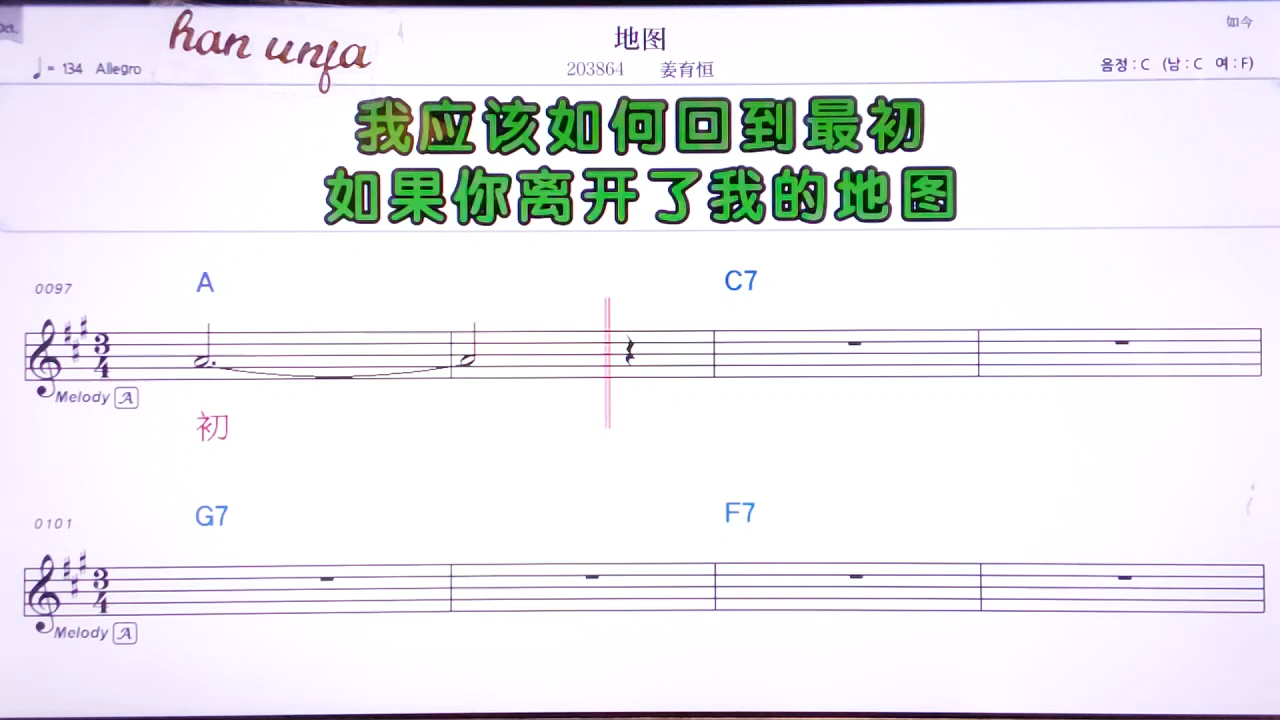 han unfa
地图
如今
♩= 134 Allegro
203864 姜育恒
음정 : C (남 : C 여 : F)
我应该如何回到最初
如果你离开了我的地图
0097
A
C7
3
4
Melody A
初
0101
G7
F7
3
4
Melody A